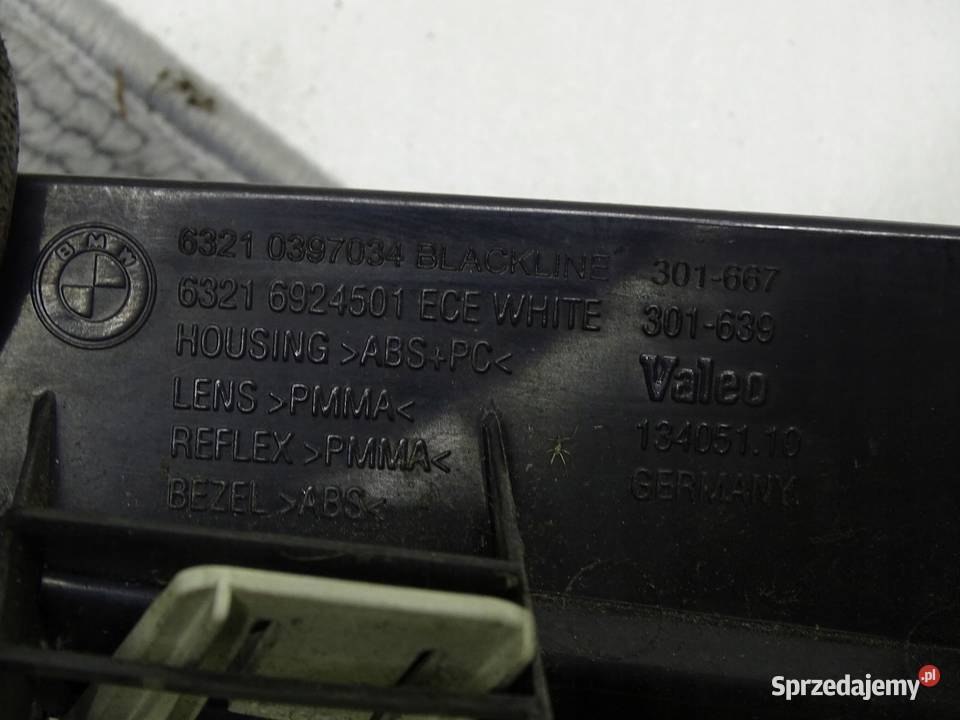 BMW
6321 0397034 BLACKLINE 301-667
6321 6924501 ECE WHITE 301-639
HOUSING >ABS+PC<
Valeo
LENS >PMMA<
134051.10
REFLEX >PMMA<
GERMANY
BEZEL >ABS<
Sprzedajemy.pl